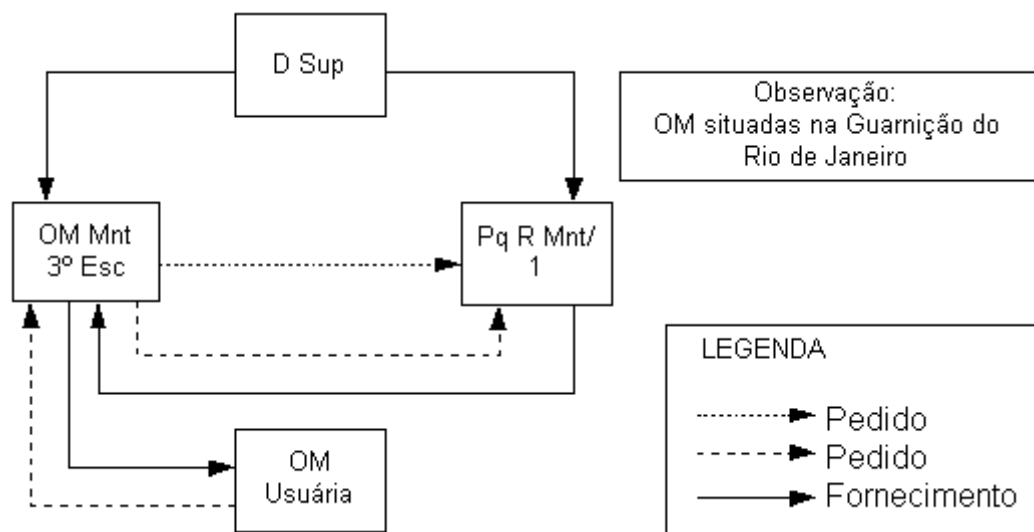 D Sup
Observação:
OM situadas na Guarnição do
Rio de Janeiro
OM Mnt
3º Esc
Pq R Mnt/
1
LEGENDA
Pedido
Pedido
Fornecimento
OM
Usuária